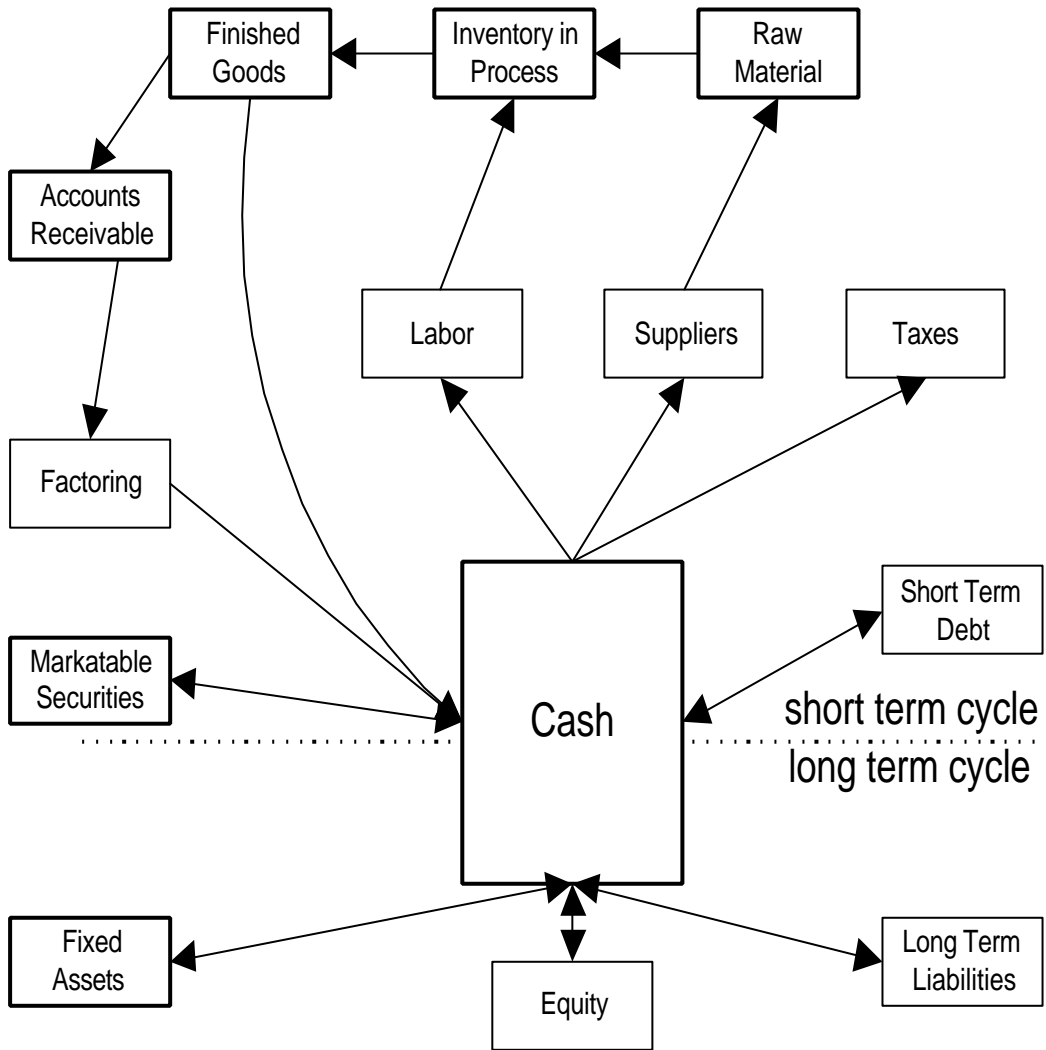 Finished
Goods
Inventory in
Process
Raw
Material
Accounts
Receivable
Labor
Suppliers
Taxes
Factoring
Short Term
Debt
Markatable
Securities
Cash
short term cycle
long term cycle
Fixed
Assets
Equity
Long Term
Liabilities